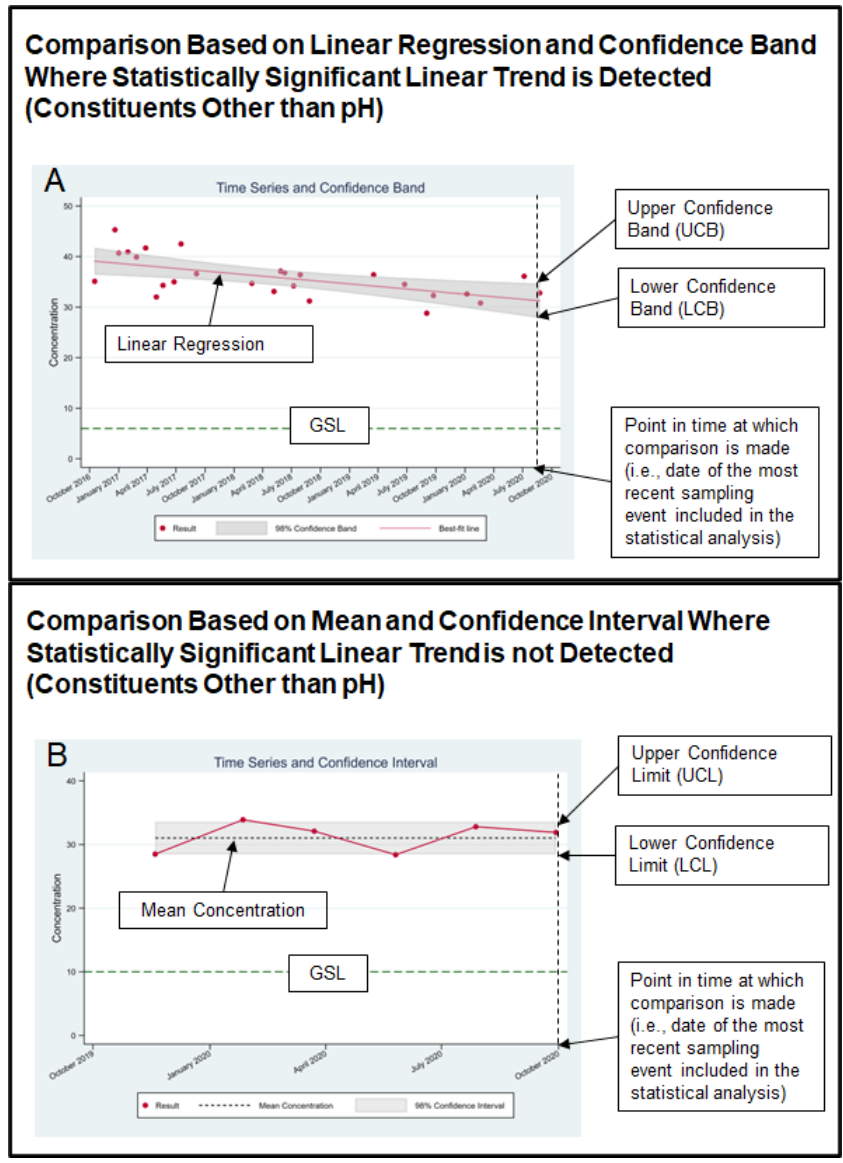 Comparison Based on Linear Regression and Confidence Band
Where Statistically Significant Linear Trend is Detected
(Constituents Other than pH)
A
Time Series and Confidence Band
50
40
30
20
10
0
Concentration
Linear Regression
GSL
October 2016
January 2017
April 2017
July 2017
October 2017
January 2018
April 2018
July 2018
October 2018
January 2019
April 2019
July 2019
October 2019
January 2020
April 2020
July 2020
October 2020
Result
98% Confidence Band
Best-fit line
Upper Confidence
Band (UCB)
Lower Confidence
Band (LCB)
Point in time at which
comparison is made
(i.e., date of the most
recent sampling
event included in the
statistical analysis)
Comparison Based on Mean and Confidence Interval Where
Statistically Significant Linear Trend is not Detected
(Constituents Other than pH)
B
Time Series and Confidence Interval
40
30
20
10
0
Concentration
Mean Concentration
GSL
October 2019
January 2020
April 2020
July 2020
October 2020
Result
Mean Concentration
98% Confidence Interval
Upper Confidence
Limit (UCL)
Lower Confidence
Limit (LCL)
Point in time at which
comparison is made
(i.e., date of the most
recent sampling
event included in the
statistical analysis)